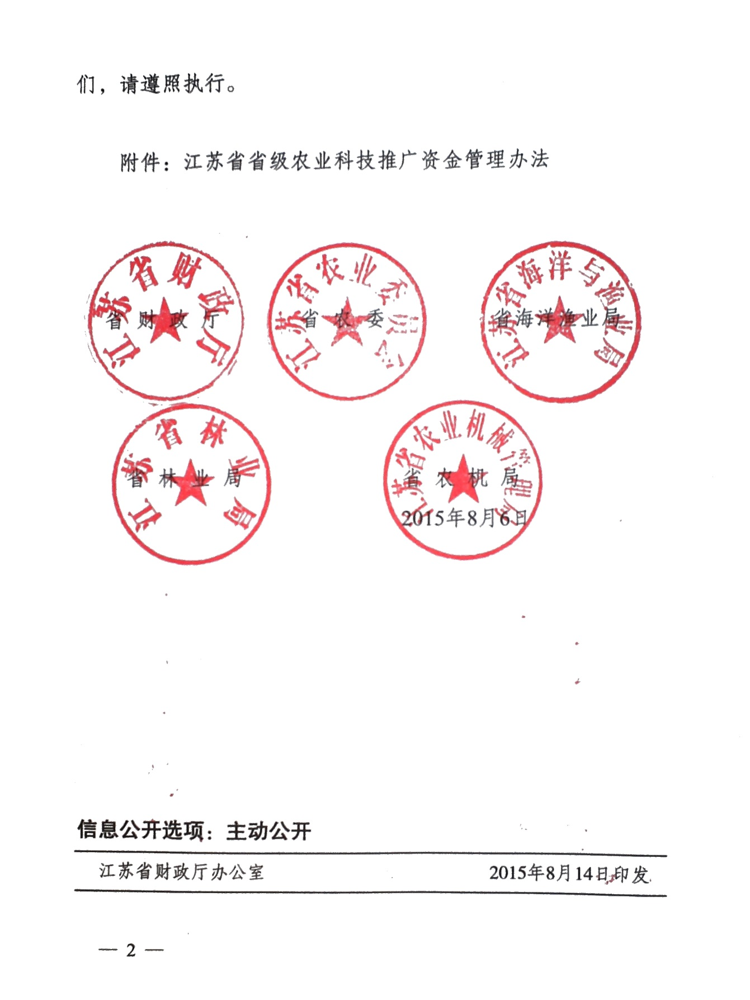 们，请遵照执行。
附件：江苏省省级农业科技推广资金管理办法
江苏省财政厅
省财政厅
江苏省农业委员会
省农委
江苏省海洋与渔业局
省海洋渔业局
江苏省林业局
省林业局
江苏省农业机械管理局
省农机局
2015年8月6日
信息公开选项：主动公开
江苏省财政厅办公室 2015年8月14日印发
— 2 —